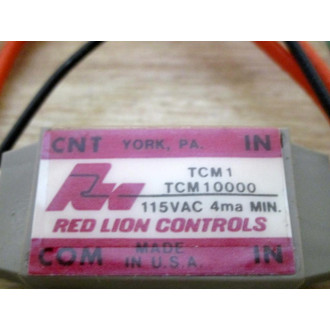 CNT YORK, PA. IN
TCM1
TCM10000
115VAC 4ma MIN.
RED LION CONTROLS
COM MADE IN U.S.A. IN